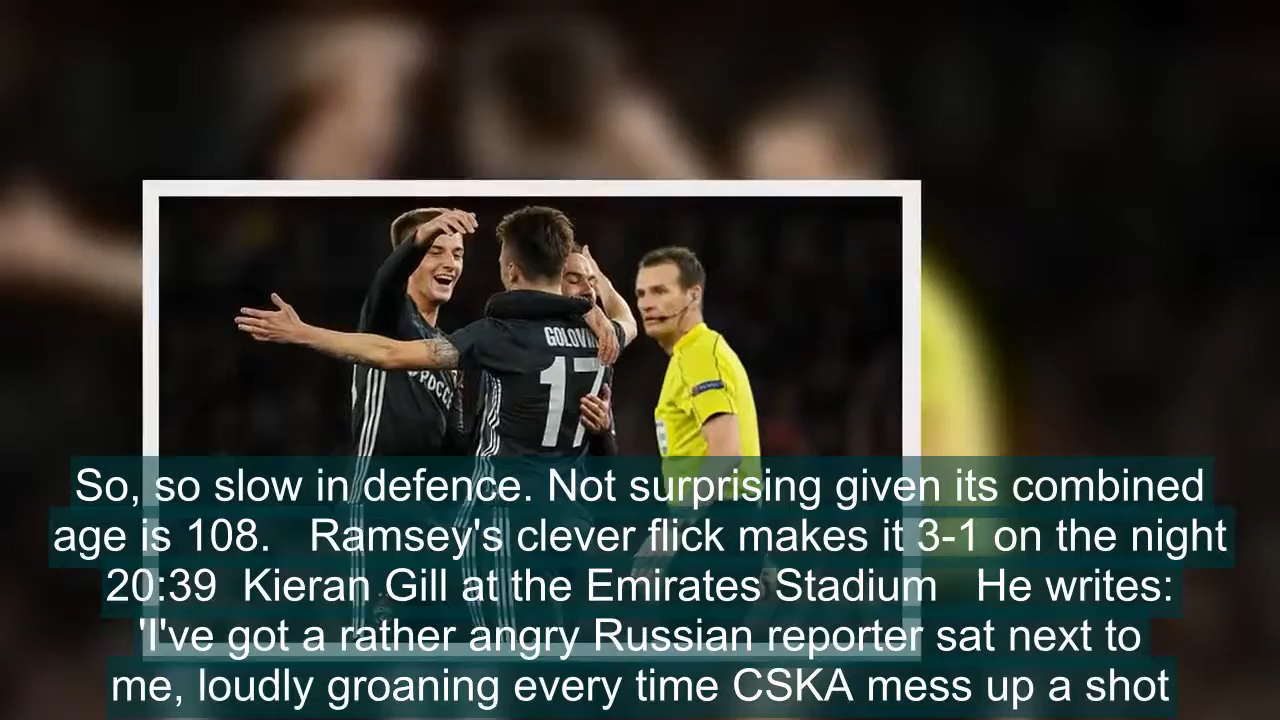 GOLOV
17
So, so slow in defence. Not surprising given its combined
age is 108. Ramsey's clever flick makes it 3-1 on the night
20:39 Kieran Gill at the Emirates Stadium He writes:
'I've got a rather angry Russian reporter sat next to
me, loudly groaning every time CSKA mess up a shot